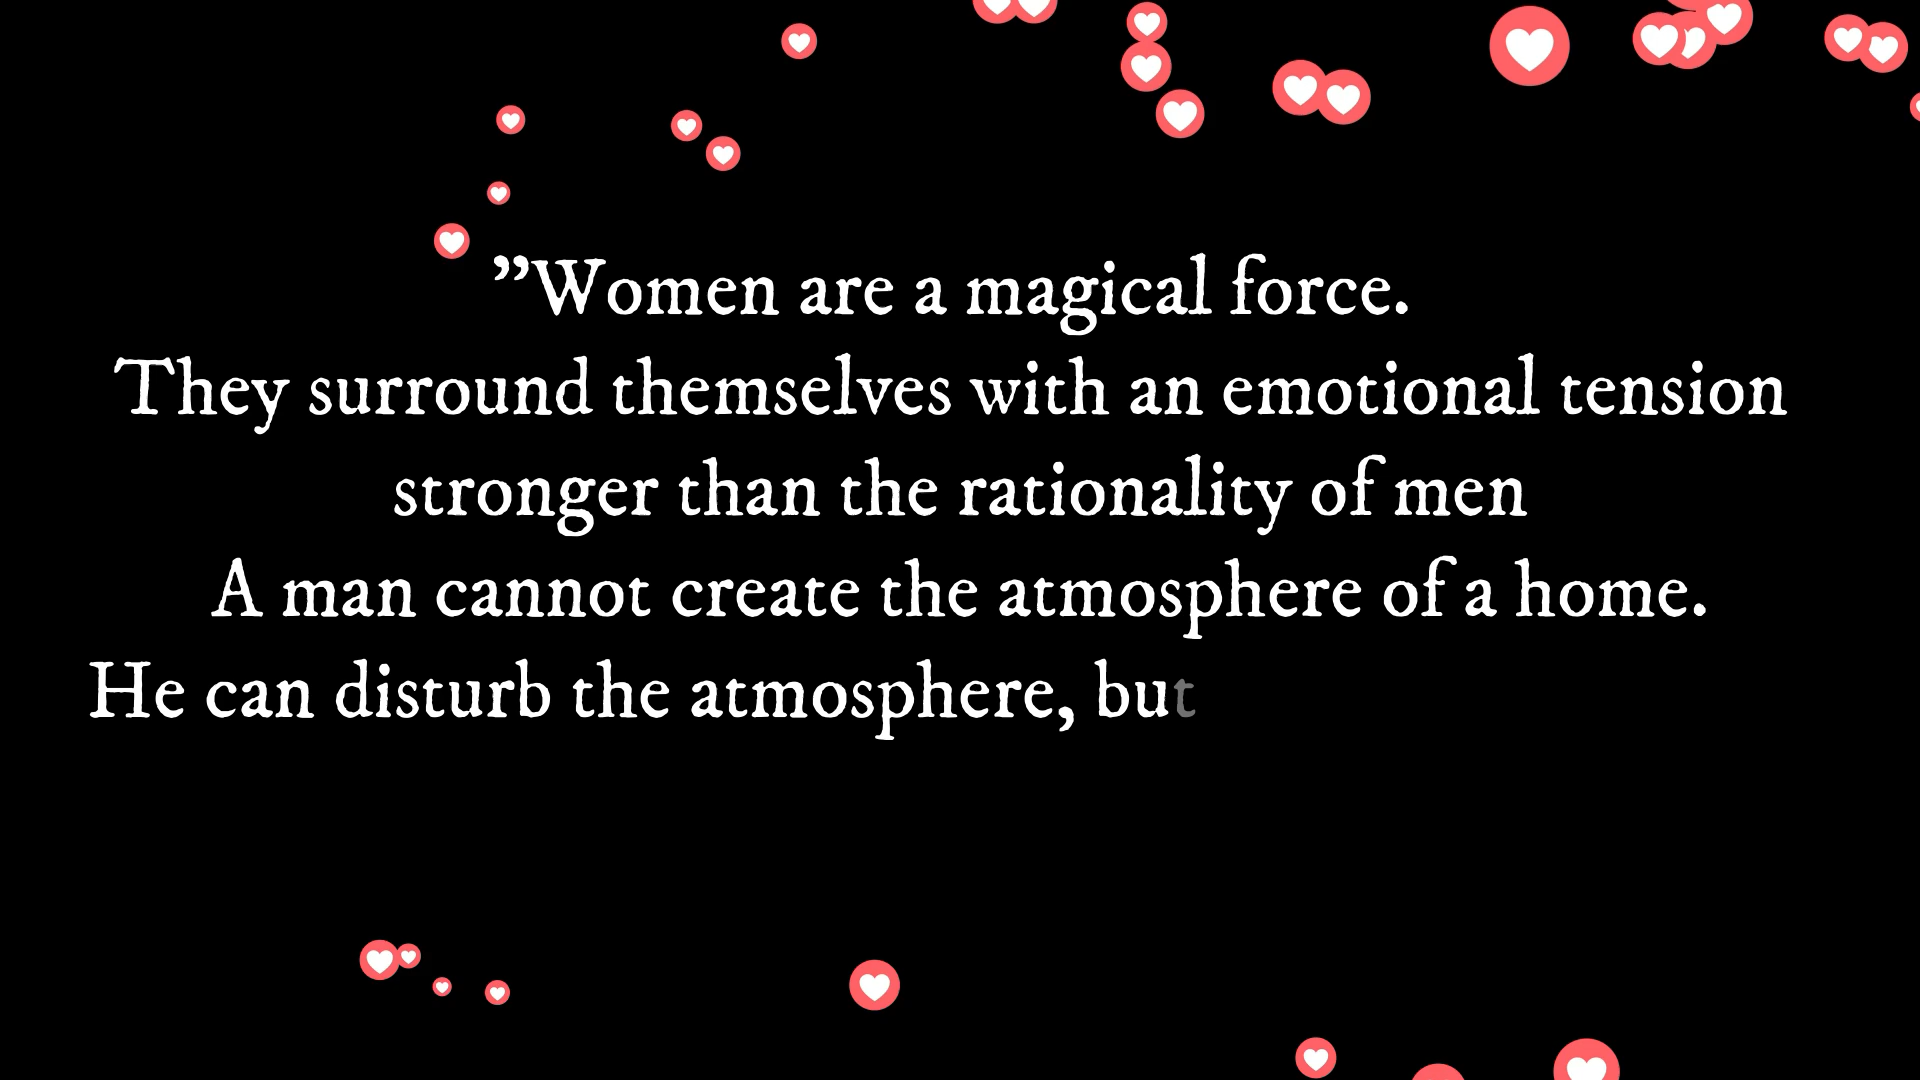 ”Women are a magical force.
They surround themselves with an emotional tension
stronger than the rationality of men
A man cannot create the atmosphere of a home.
He can disturb the atmosphere, but